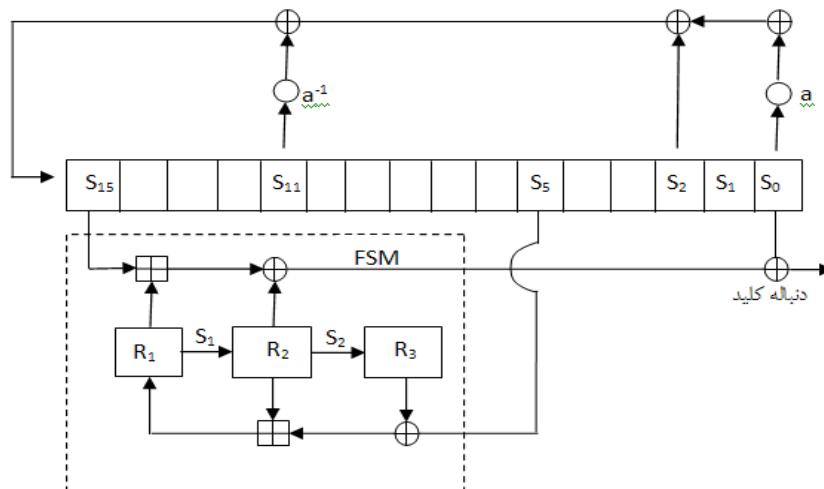 a⁻¹
a
S₁₅ S₁₁ S₅ S₂ S₁ S₀
FSM
دنباله کلید
R₁ S₁ R₂ S₂ R₃